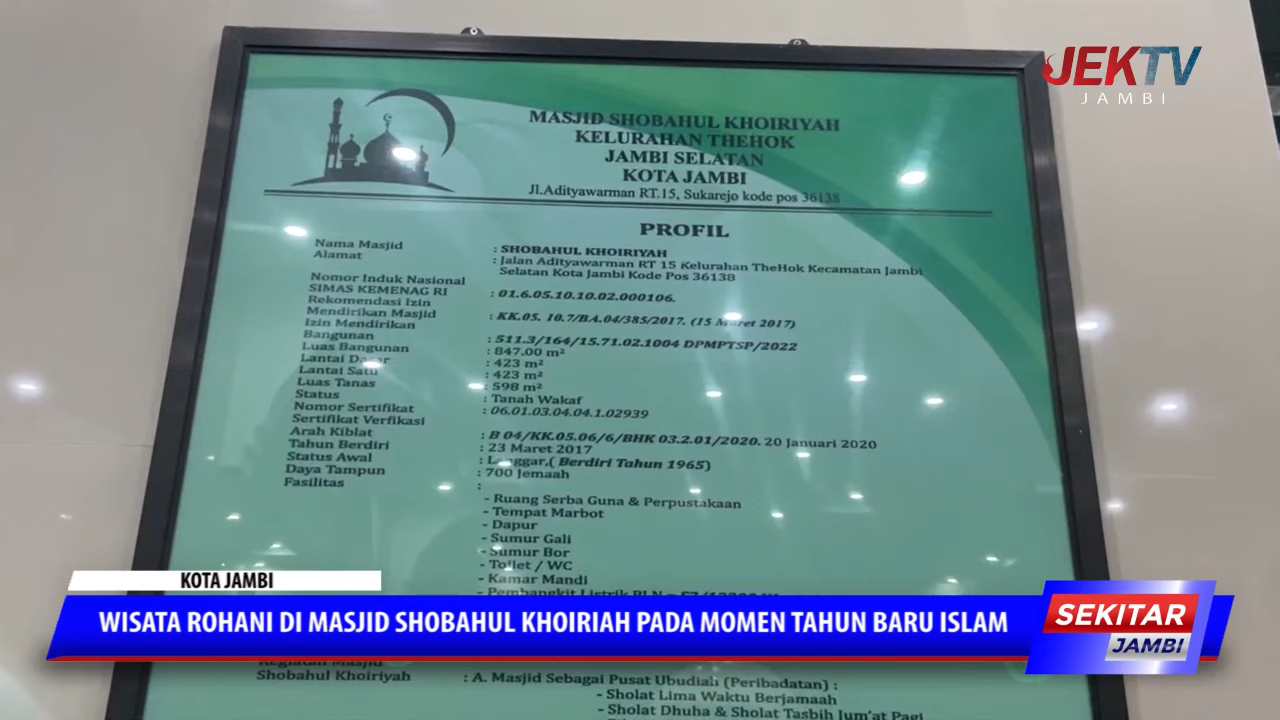 JEKTV
JAMBI
MASJID SHOBAHUL KHOIRIYAH
KELURAHAN THEHOK
JAMBI SELATAN
KOTA JAMBI
Jl.Adityawarman RT.15, Sukarejo kode pos 36138
PROFIL
Nama Masjid : SHOBAHUL KHOIRIYAH
Alamat : Jalan Adityawarman RT 15 Kelurahan TheHok Kecamatan Jambi
Selatan Kota Jambi Kode Pos 36138
Nomor Induk Nasional
SIMAS KEMENAG RI : 01.6.05.10.10.02.000106.
Rekomendasi Izin
Mendirikan Masjid : KK.05. 10.7/BA.04/385/2017. (15 Maret 2017)
Izin Mendirikan
Bangunan : 511.3/164/15.71.02.1004 DPMPTSP/2022
Luas Bangunan : 847.00 m²
Lantai Dasar : 423 m²
Lantai Satu : 423 m²
Luas Tanas : 598 m²
Status : Tanah Wakaf
Nomor Sertifikat : 06.01.03.04.04.1.02939
Sertifikat Verfikasi
Arah Kiblat : B 04/KK.05.06/6/BHK 03.2.01/2020. 20 Januari 2020
Tahun Berdiri : 23 Maret 2017
Status Awal : Langgar,( Berdiri Tahun 1965)
Daya Tampun : 700 Jemaah
Fasilitas :
- Ruang Serba Guna & Perpustakaan
- Tempat Marbot
- Dapur
- Sumur Gali
- Sumur Bor
- Toilet / WC
- Kamar Mandi
- Pembangkit Listrik PLN
KOTA JAMBI
WISATA ROHANI DI MASJID SHOBAHUL KHOIRIAH PADA MOMEN TAHUN BARU ISLAM
SEKITAR
JAMBI
Kegiatan Masjid
Shobahul Khoiriyah : A. Masjid Sebagai Pusat Ubudiah (Peribadatan) :
- Sholat Lima Waktu Berjamaah
- Sholat Dhuha & Sholat Tasbih Jum'at Pagi